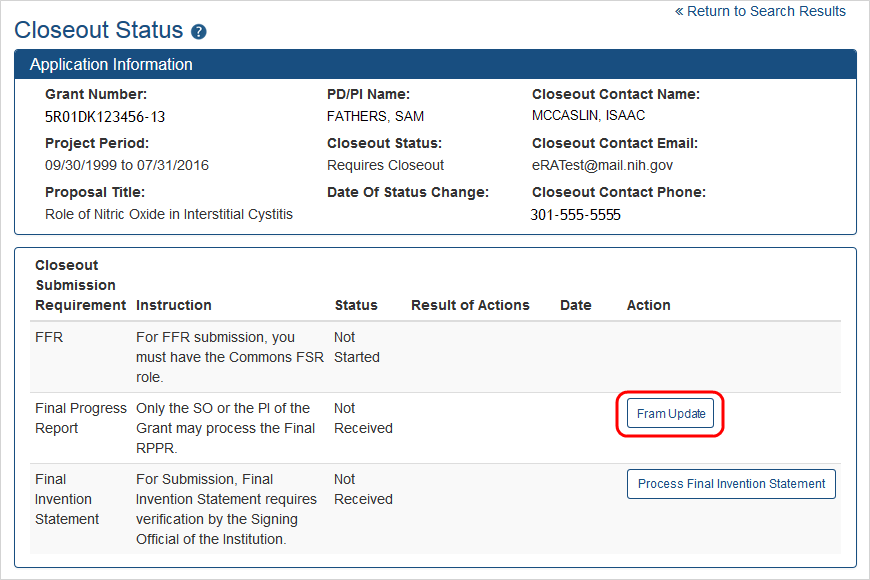 « Return to Search Results
Closeout Status ?
Application Information
Grant Number: PD/PI Name: Closeout Contact Name:
5R01DK123456-13 FATHERS, SAM MCCASLIN, ISAAC
Project Period: Closeout Status: Closeout Contact Email:
09/30/1999 to 07/31/2016 Requires Closeout eRATest@mail.nih.gov
Proposal Title: Date Of Status Change: Closeout Contact Phone:
Role of Nitric Oxide in Interstitial Cystitis 301-555-5555
Closeout
Submission
Requirement Instruction Status Result of Actions Date Action
FFR For FFR submission, you Not
must have the Commons FSR Started
role.
Final Progress Only the SO or the PI of the Not Fram Update
Report Grant may process the Final Received
RPPR.
Final For Submission, Final Not Process Final Invention Statement
Invention Invention Statement requires Received
Statement verification by the Signing
Official of the Institution.